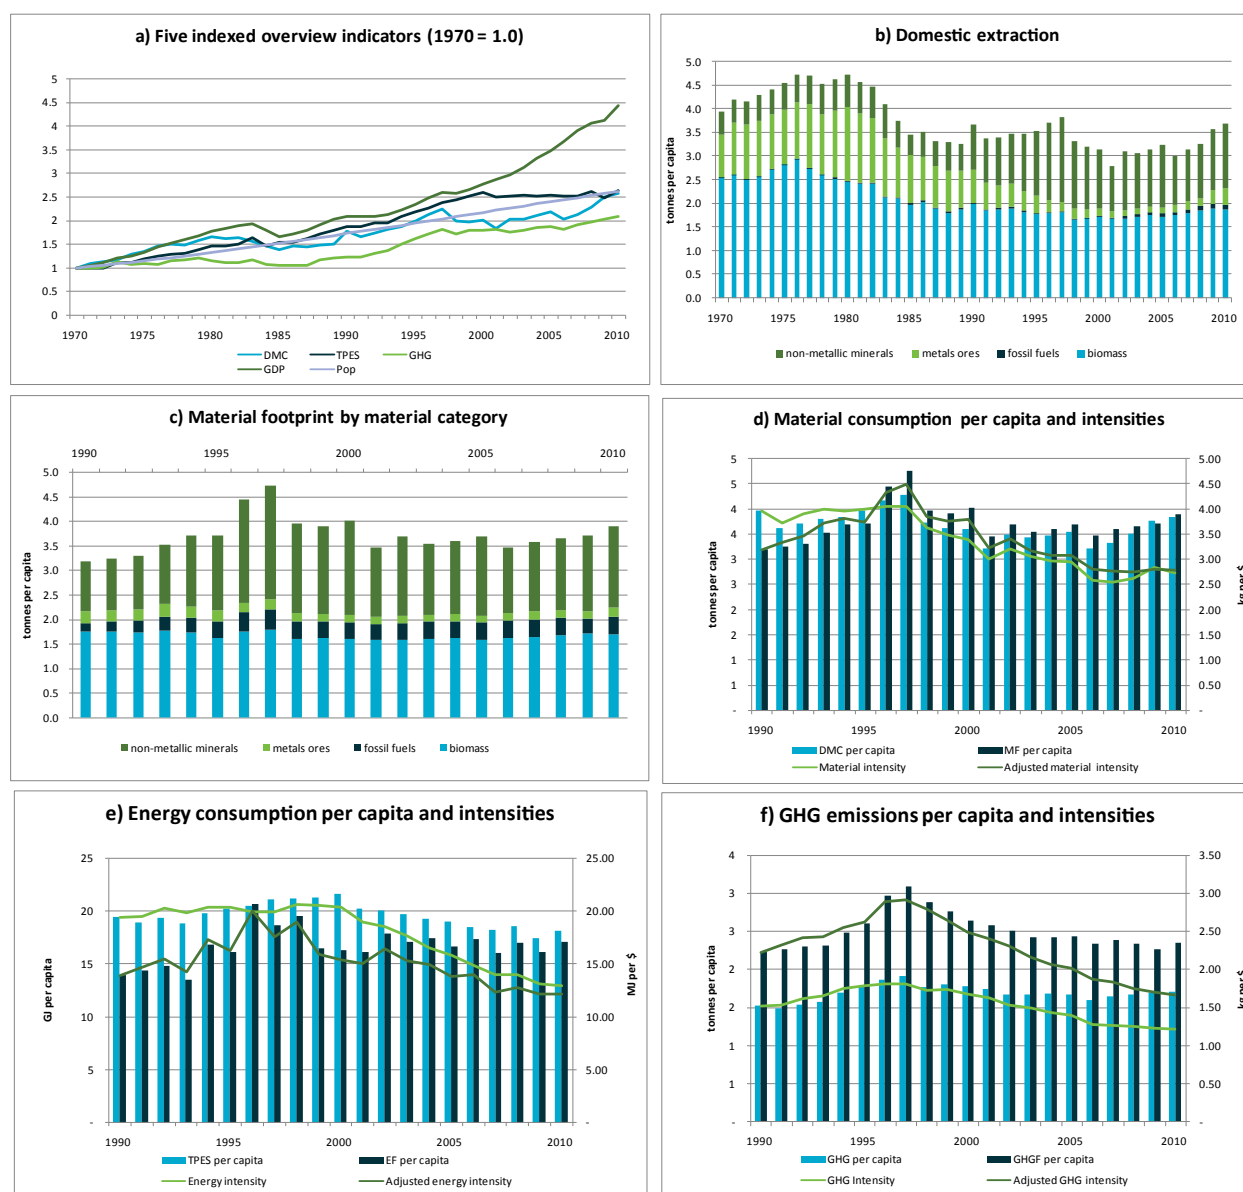 a) Five indexed overview indicators (1970 = 1.0)
5
4.5
4
3.5
3
2.5
2
1.5
1
0.5
0
1970 1975 1980 1985 1990 1995 2000 2005 2010
DMC TPES GHG
GDP Pop
b) Domestic extraction
tonnes per capita
5.0
4.5
4.0
3.5
3.0
2.5
2.0
1.5
1.0
0.5
0.0
1970 1975 1980 1985 1990 1995 2000 2005 2010
non-metallic minerals metals ores fossil fuels biomass
c) Material footprint by material category
1990 1995 2000 2005 2010
tonnes per capita
5.0
4.5
4.0
3.5
3.0
2.5
2.0
1.5
1.0
0.5
0.0
non-metallic minerals metals ores fossil fuels biomass
d) Material consumption per capita and intensities
tonnes per capita
5
5
4
4
3
3
2
2
1
1
-
5.00
4.50
4.00
3.50
3.00
2.50
2.00
1.50
1.00
0.50
-
kg per $
1990 1995 2000 2005 2010
DMC per capita MF per capita
Material intensity Adjusted material intensity
e) Energy consumption per capita and intensities
GJ per capita
25
20
15
10
5
-
25.00
20.00
15.00
10.00
5.00
-
MJ per $
1990 1995 2000 2005 2010
TPES per capita EF per capita
Energy intensity Adjusted energy intensity
f) GHG emissions per capita and intensities
tonnes per capita
4
3
3
2
2
1
1
-
3.50
3.00
2.50
2.00
1.50
1.00
0.50
-
kg per $
1990 1995 2000 2005 2010
GHG per capita GHGF per capita
GHG Intensity Adjusted GHG intensity